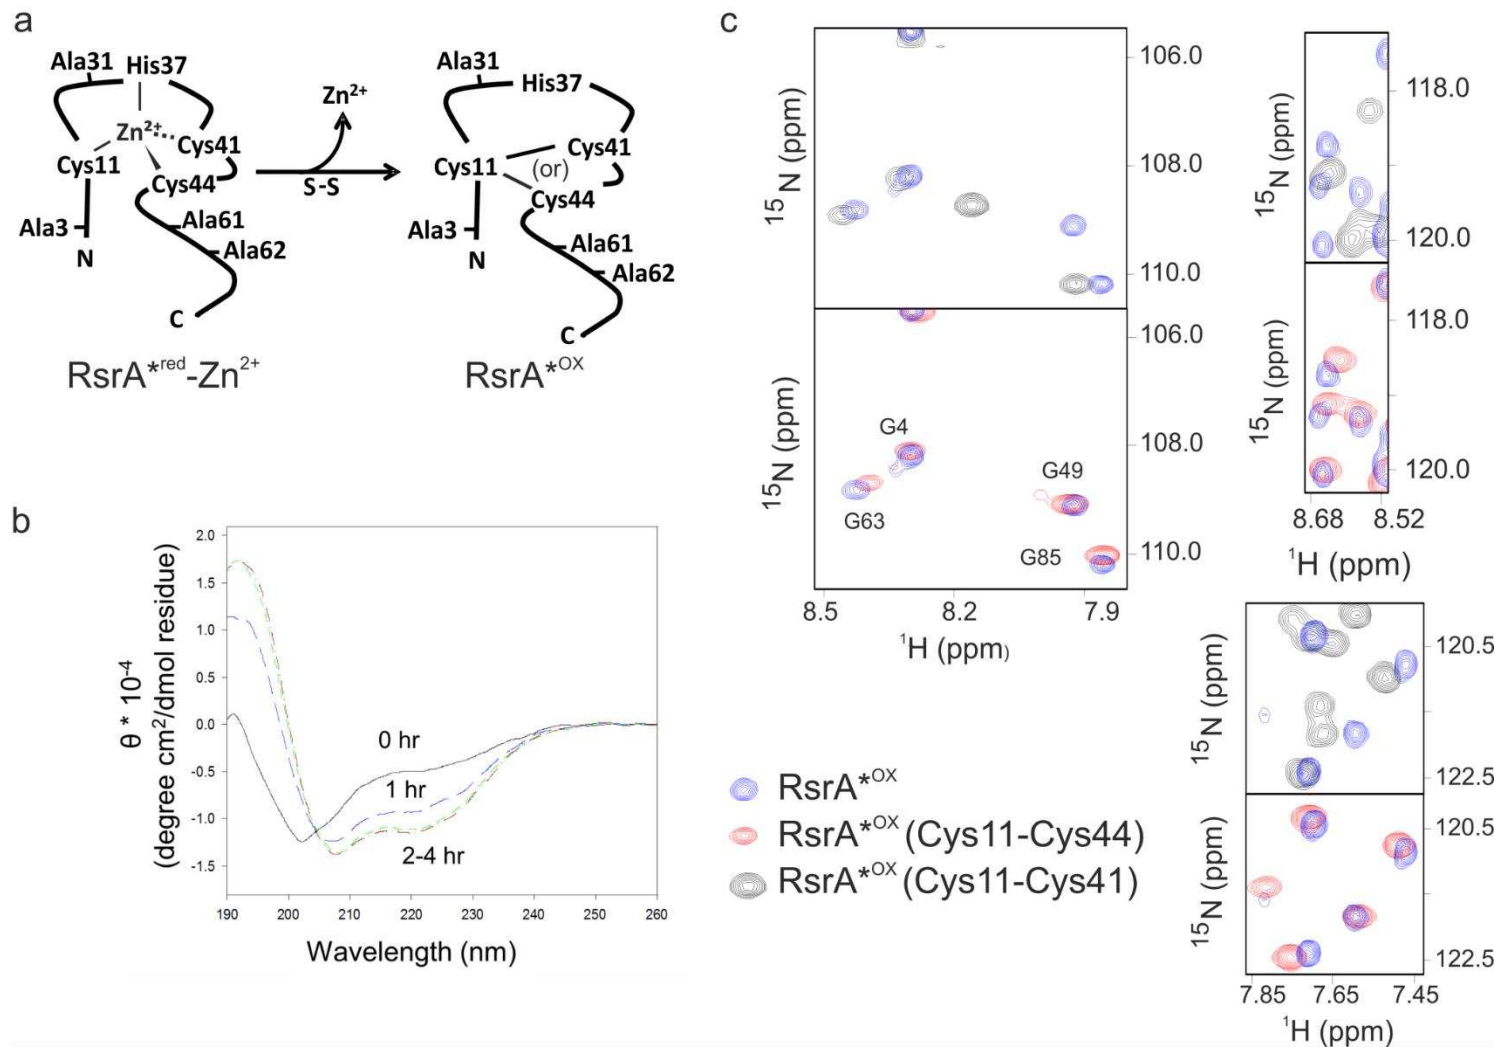 a
Ala31
His37
Zn2+
Cys41
Cys11
Cys44
Ala3
Ala61
Ala62
N
C
RsrA*red-Zn2+
Zn2+
S-S
Ala31
His37
Cys11
Cys41
(or)
Cys44
Ala3
Ala61
Ala62
N
C
RsrA*OX
b
θ * 10-4
(degree cm2/dmol residue)
2.0
1.5
1.0
0.5
0.0
-0.5
-1.0
-1.5
0 hr
1 hr
2-4 hr
190 200 210 220 230 240 250 260
Wavelength (nm)
c
15N (ppm)
106.0
108.0
110.0
15N (ppm)
106.0
108.0
110.0
G4
G49
G63
G85
8.5 8.2 7.9
1H (ppm)
15N (ppm)
118.0
120.0
15N (ppm)
118.0
120.0
8.68 8.52
1H (ppm)
15N (ppm)
120.5
122.5
15N (ppm)
120.5
122.5
7.85 7.65 7.45
1H (ppm)
RsrA*OX
RsrA*OX (Cys11-Cys44)
RsrA*OX (Cys11-Cys41)